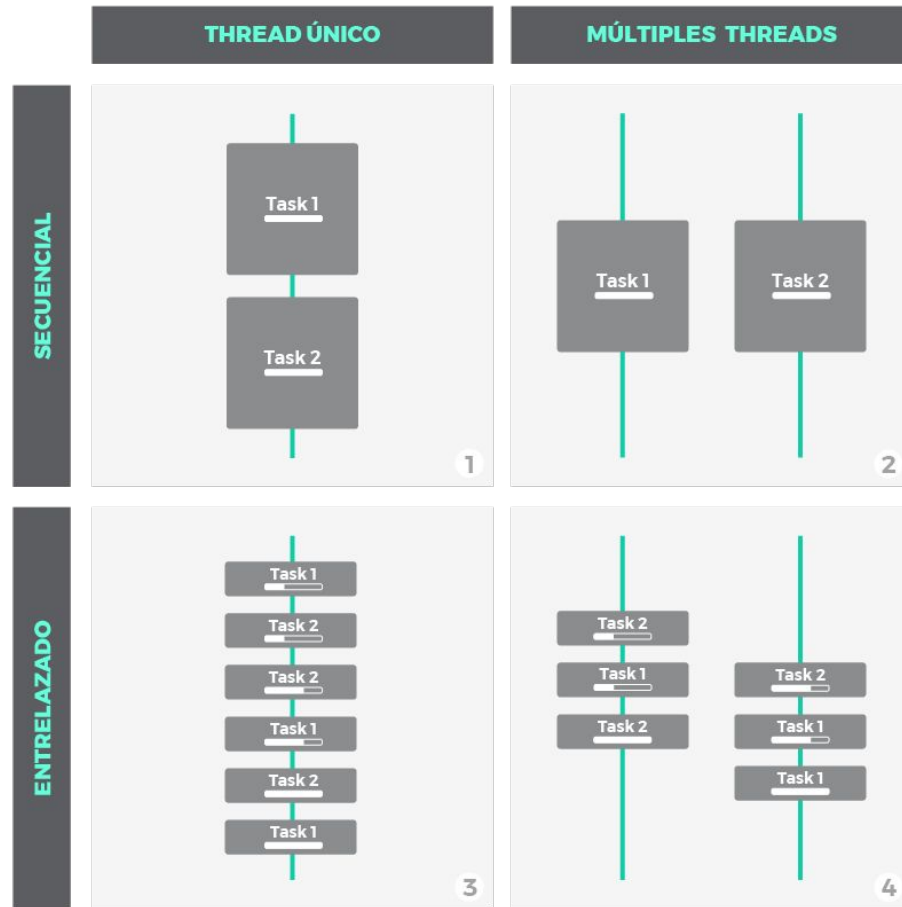 THREAD ÚNICO
MÚLTIPLES THREADS
SECUENCIAL
Task 1
Task 2
1
Task 1
Task 2
2
ENTRELAZADO
Task 1
Task 2
Task 2
Task 1
Task 2
Task 1
3
Task 2
Task 1
Task 2
Task 2
Task 1
Task 1
4